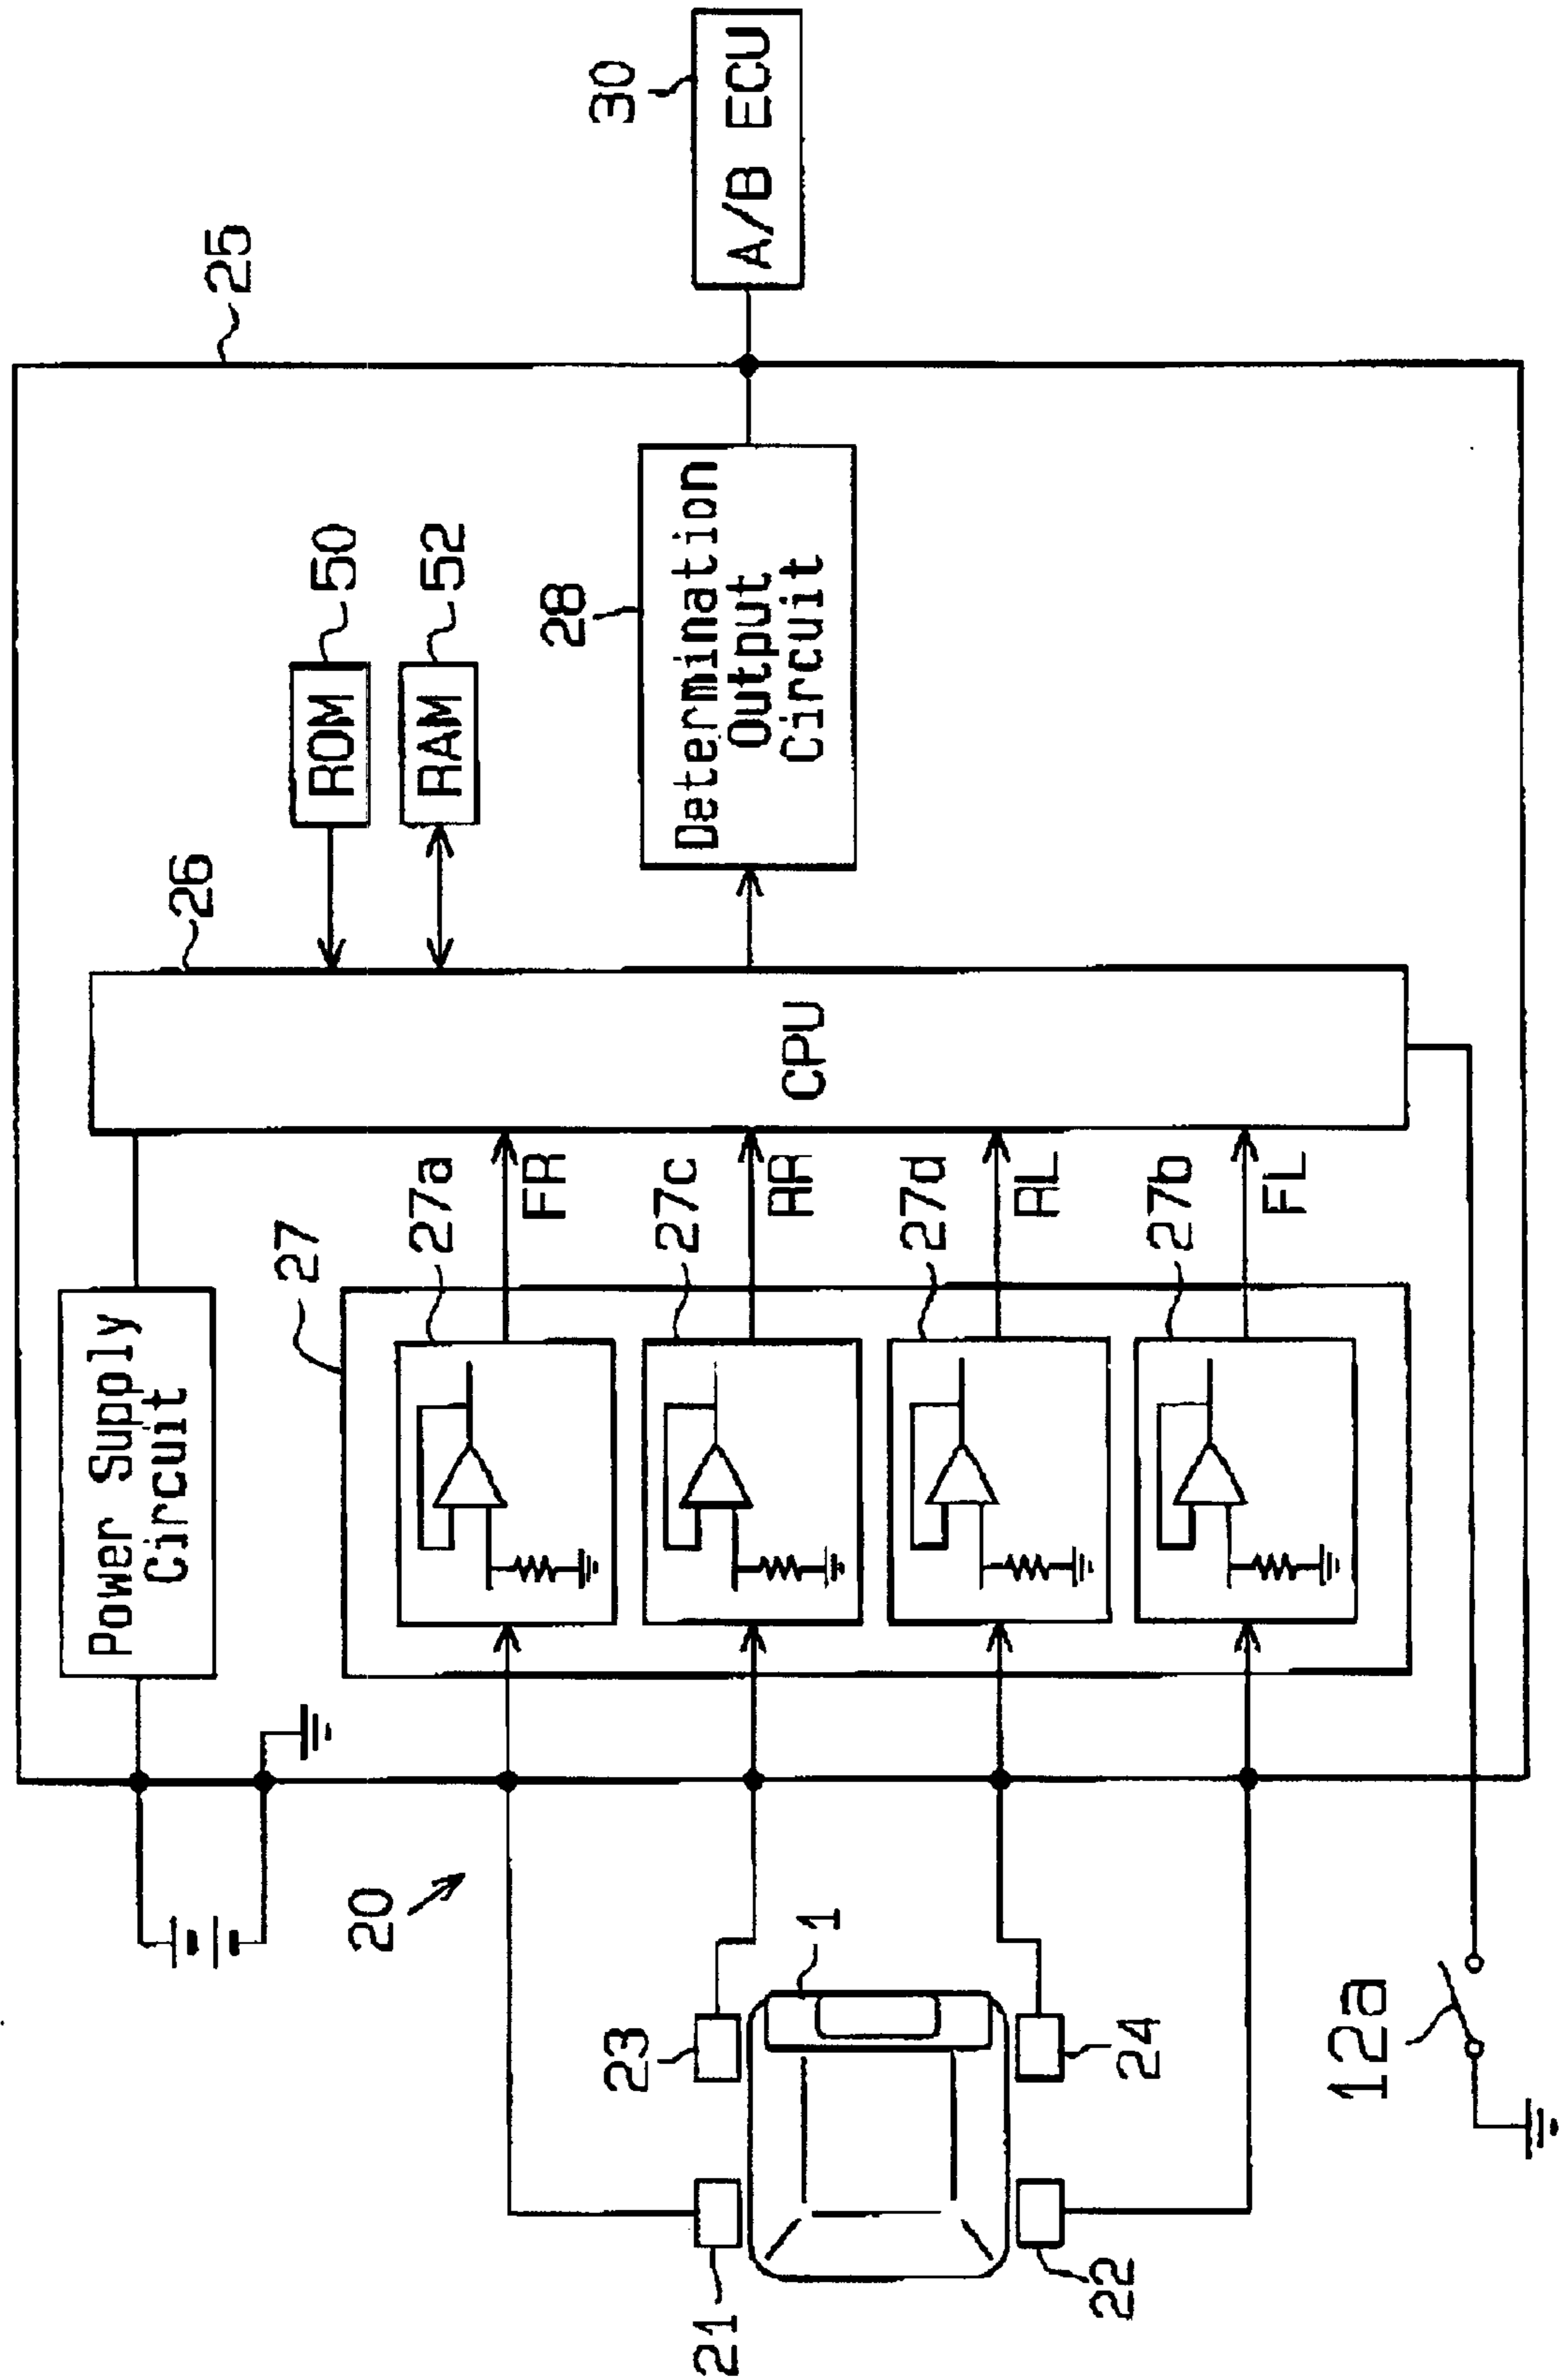 25
30
A/B ECU
26
50
ROM
52
RAM
28
Determination
Output
Circuit
CPU
Power Supply
Circuit
27
27a
FR
27c
RR
27d
RL
27b
FL
20
23
1
24
21
22
12a